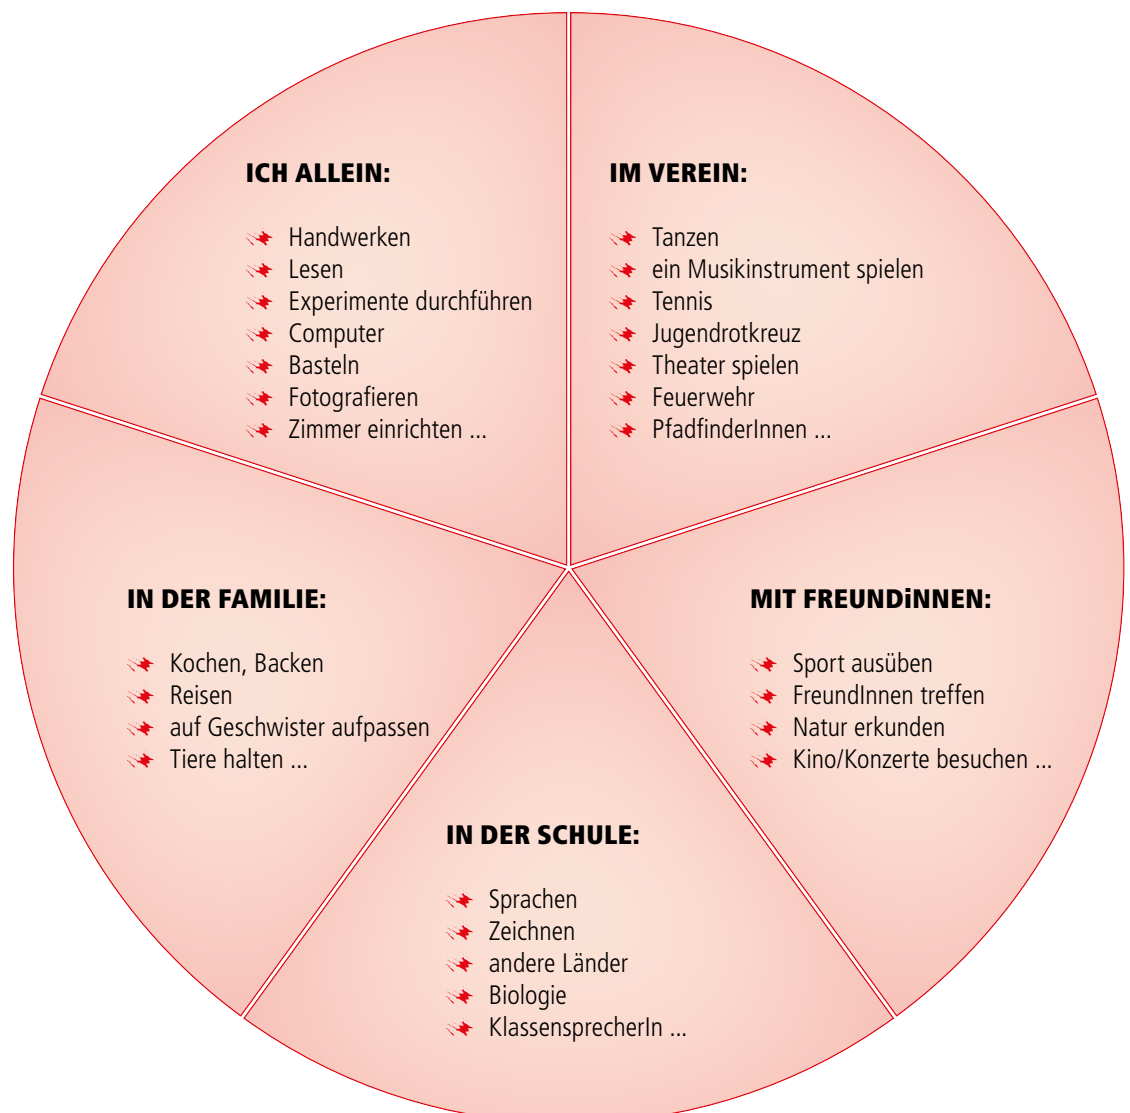 ICH ALLEIN:
Handwerken
Lesen
Experimente durchführen
Computer
Basteln
Fotografieren
Zimmer einrichten ...
IM VEREIN:
Tanzen
ein Musikinstrument spielen
Tennis
Jugendrotkreuz
Theater spielen
Feuerwehr
PfadfinderInnen ...
IN DER FAMILIE:
Kochen, Backen
Reisen
auf Geschwister aufpassen
Tiere halten ...
MIT FREUNDiNNEN:
Sport ausüben
FreundInnen treffen
Natur erkunden
Kino/Konzerte besuchen ...
IN DER SCHULE:
Sprachen
Zeichnen
andere Länder
Biologie
KlassensprecherIn ...